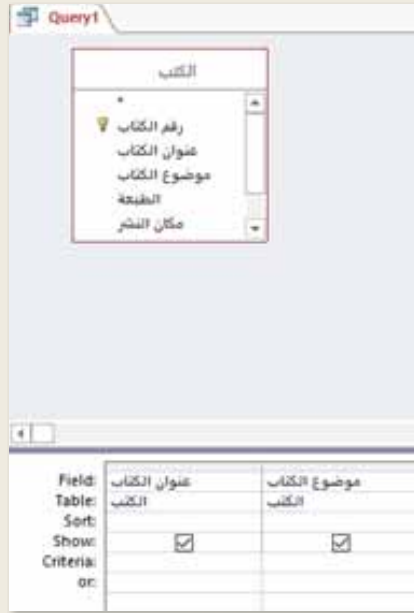 Query1
الكتب
*
رقم الكتاب
عنوان الكتاب
موضوع الكتاب
الطبعة
مكان النشر
Field: عنوان الكتاب موضوع الكتاب
Table: الكتب الكتب
Sort:
Show:
Criteria:
or: